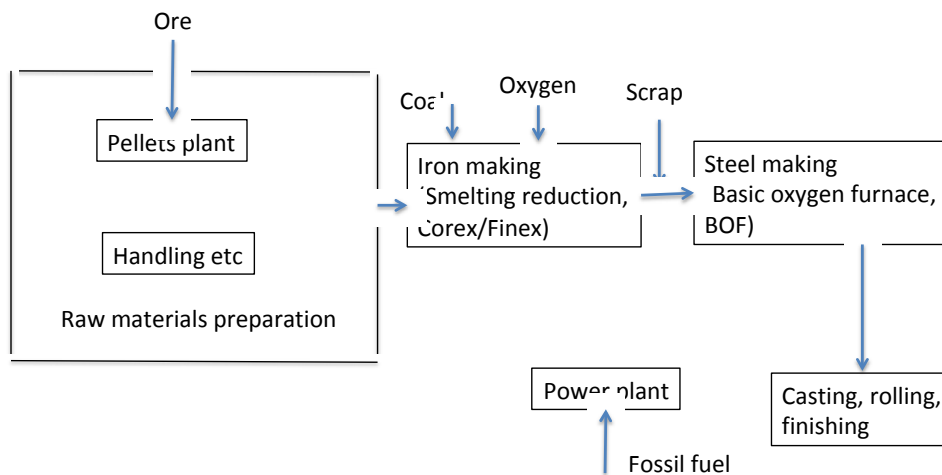 Ore
Coal
Oxygen
Scrap
Pellets plant
Iron making
(Smelting reduction,
Corex/Finex)
Steel making
Basic oxygen furnace,
BOF)
Handling etc
Raw materials preparation
Power plant
Casting, rolling,
finishing
Fossil fuel